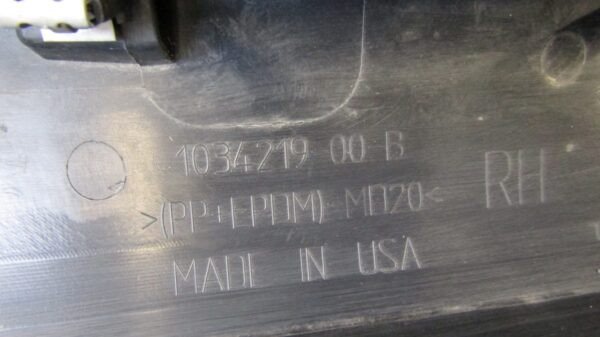 1034219 00 B
>(PP+EPDM)-MD20<
RH
MADE IN USA